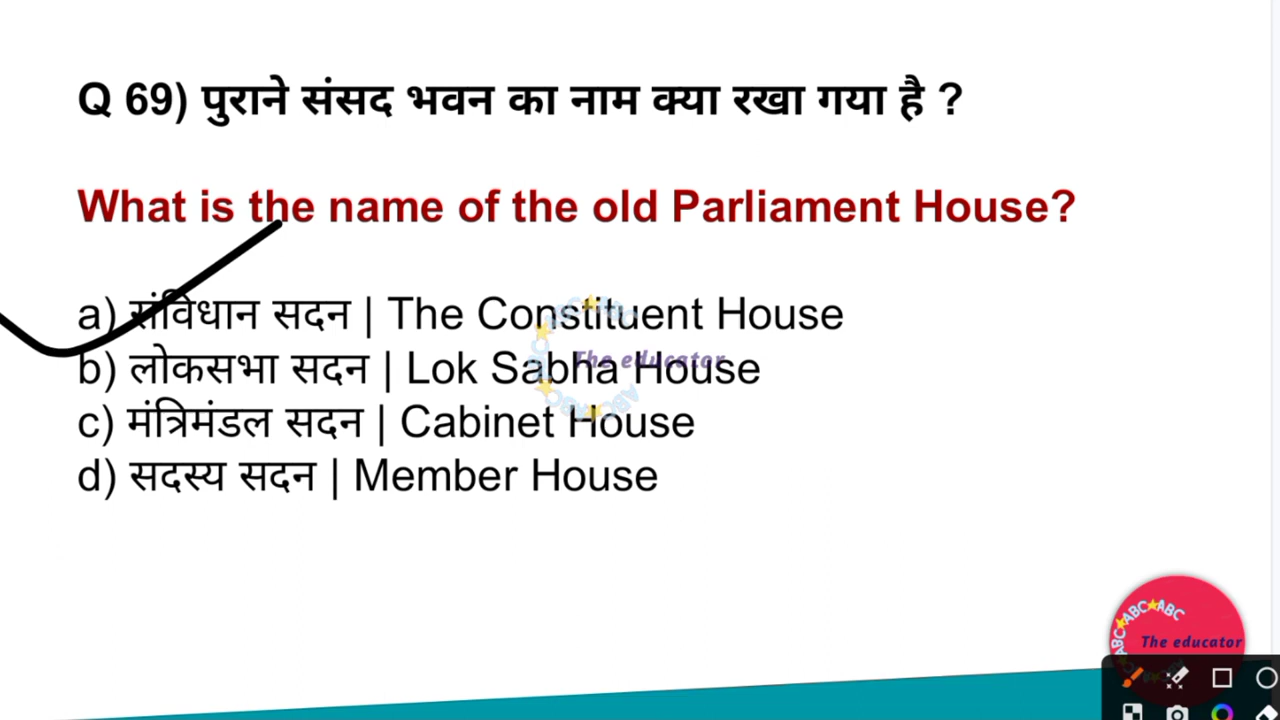 Q 69) पुराने संसद भवन का नाम क्या रखा गया है ?
What is the name of the old Parliament House?
a) संविधान सदन | The Constituent House
b) लोकसभा सदन | Lok Sabha House
c) मंत्रिमंडल सदन | Cabinet House
d) सदस्य सदन | Member House
ABC★ABC
The educator
ABC★ABC★ABC
The educator